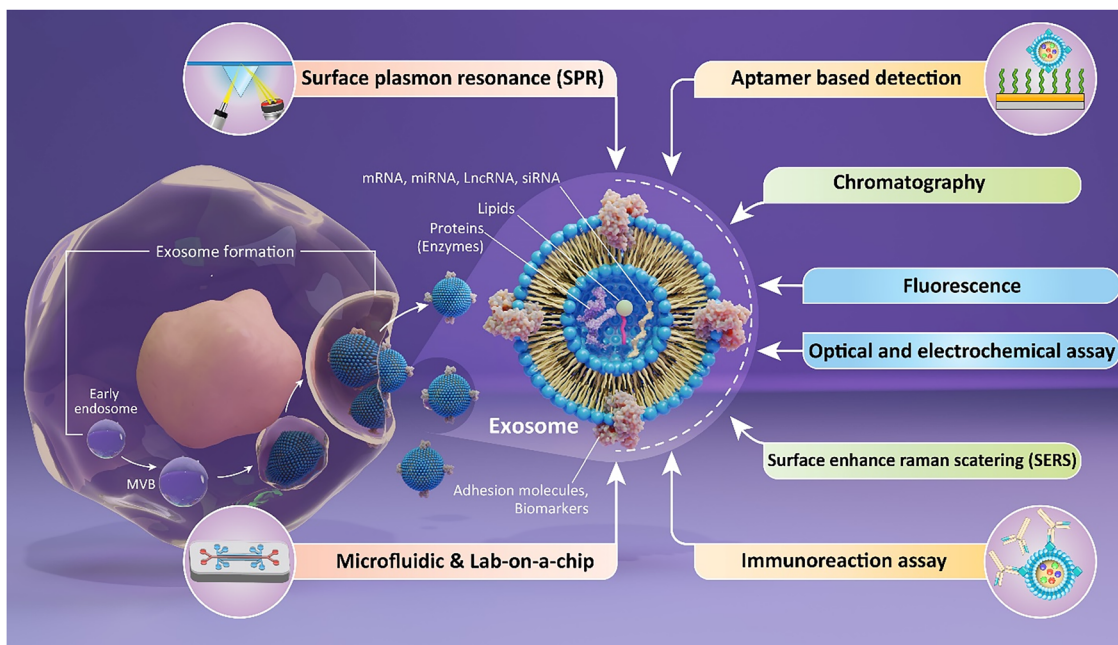 Surface plasmon resonance (SPR)
Aptamer based detection
mRNA, miRNA, LncRNA, siRNA
Chromatography
Lipids
Proteins
(Enzymes)
Exosome formation
Fluorescence
Optical and electrochemical assay
Early
endosome
Exosome
MVB
Surface enhance raman scatering (SERS)
Adhesion molecules,
Biomarkers
Microfluidic & Lab-on-a-chip
Immunoreaction assay